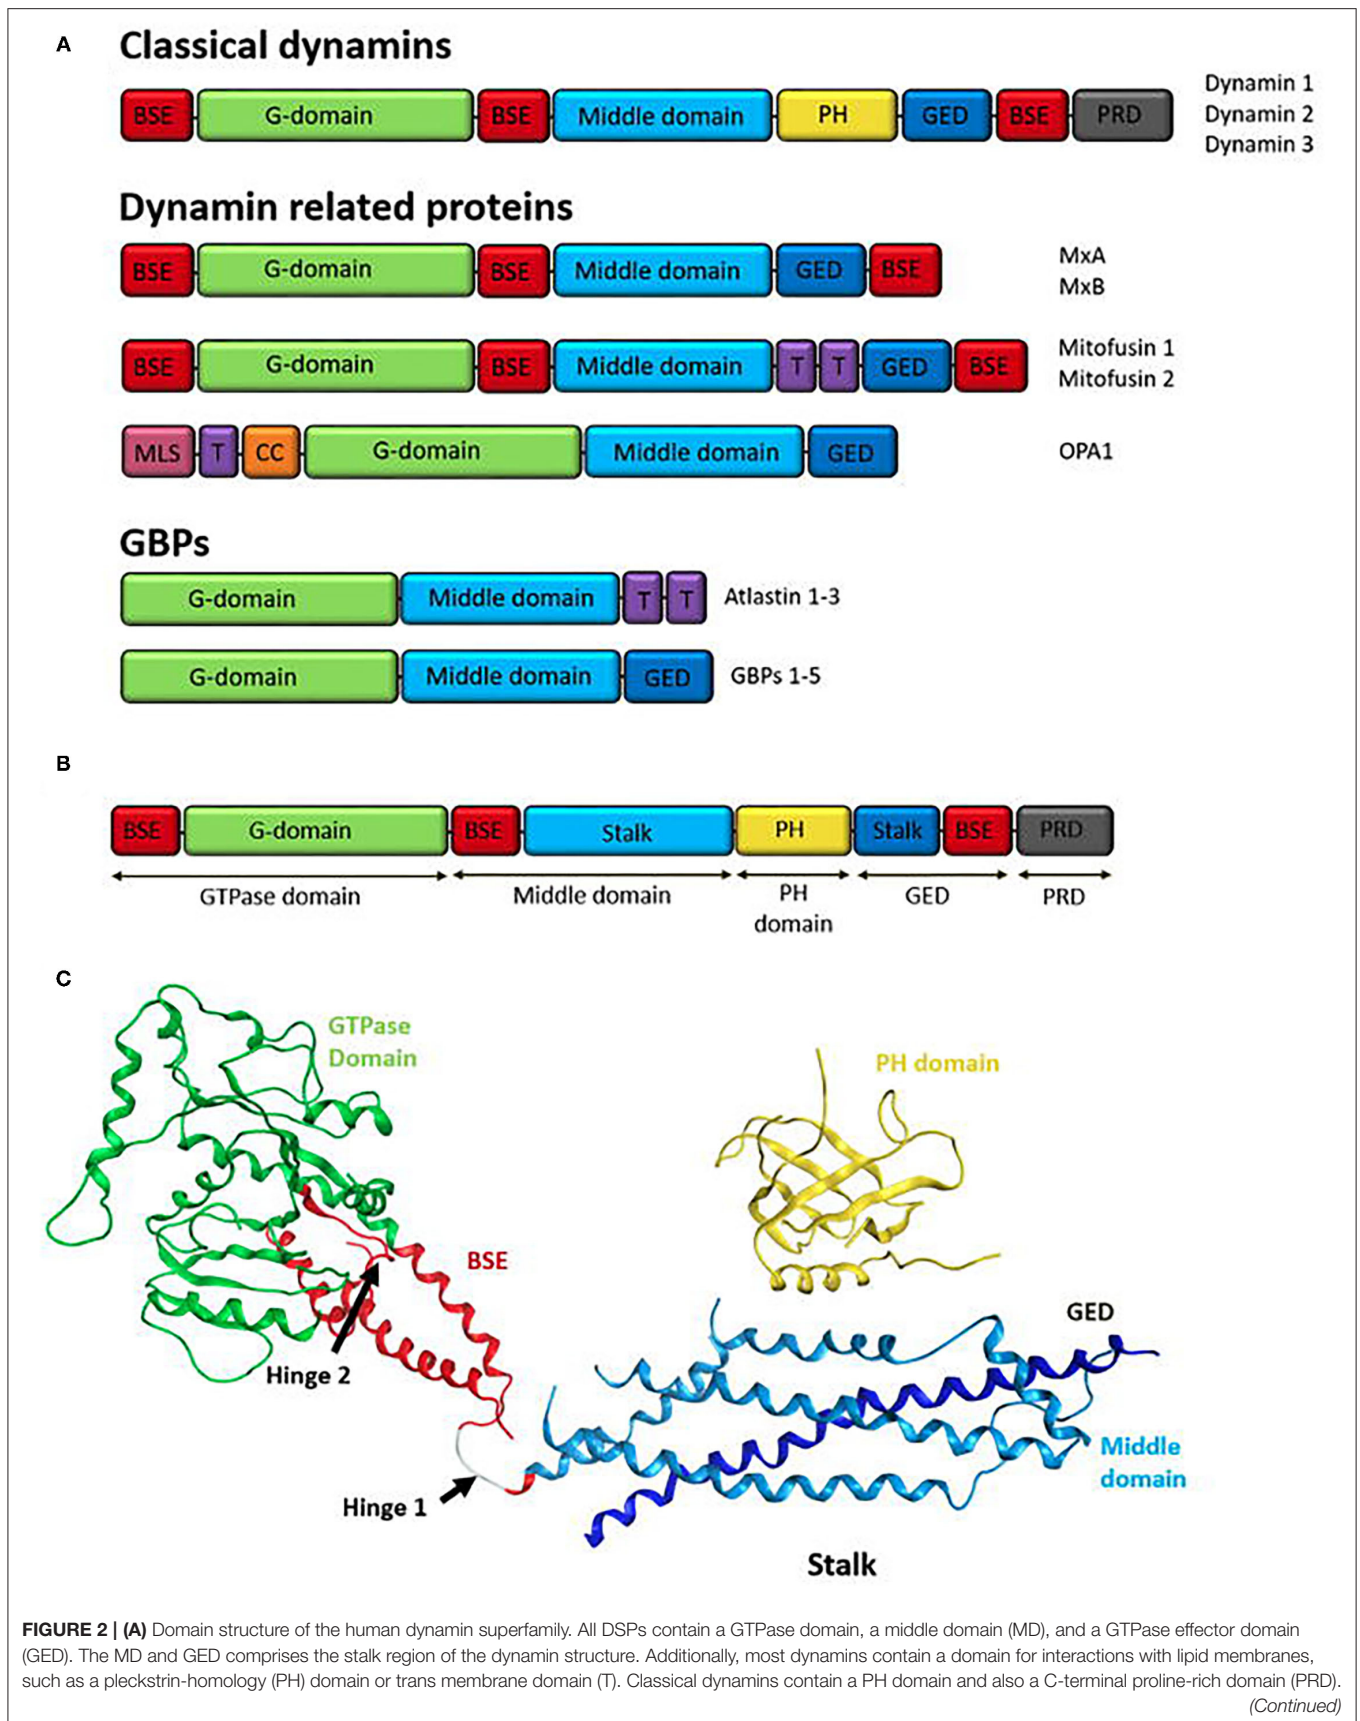 A
Classical dynamins
BSE G-domain BSE Middle domain PH GED BSE PRD
Dynamin 1
Dynamin 2
Dynamin 3
Dynamin related proteins
BSE G-domain BSE Middle domain GED BSE
MxA
MxB
BSE G-domain BSE Middle domain T T GED BSE
Mitofusin 1
Mitofusin 2
MLS T CC G-domain Middle domain GED OPA1
GBPs
G-domain Middle domain T T Atlastin 1-3
G-domain Middle domain GED GBPs 1-5
B
BSE G-domain BSE Stalk PH Stalk BSE PRD
GTPase domain Middle domain PH domain GED PRD
C
GTPase
Domain
PH domain
BSE
GED
Hinge 2
Middle
domain
Hinge 1
Stalk
FIGURE 2 | (A) Domain structure of the human dynamin superfamily. All DSPs contain a GTPase domain, a middle domain (MD), and a GTPase effector domain
(GED). The MD and GED comprises the stalk region of the dynamin structure. Additionally, most dynamins contain a domain for interactions with lipid membranes,
such as a pleckstrin-homology (PH) domain or trans membrane domain (T). Classical dynamins contain a PH domain and also a C-terminal proline-rich domain (PRD).
(Continued)